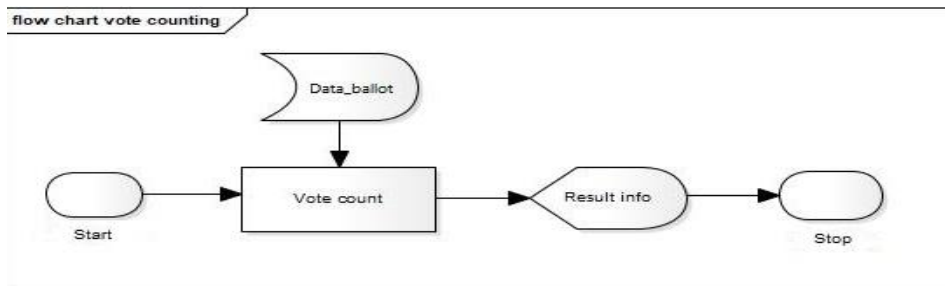 flow chart vote counting
Data_ballot
Vote count
Result info
Start
Stop